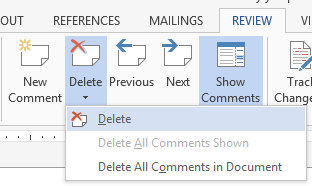 OUT REFERENCES MAILINGS REVIEW VI
New Comment Delete Previous Next Show Comments Track Change
Delete
Delete All Comments Shown
Delete All Comments in Document